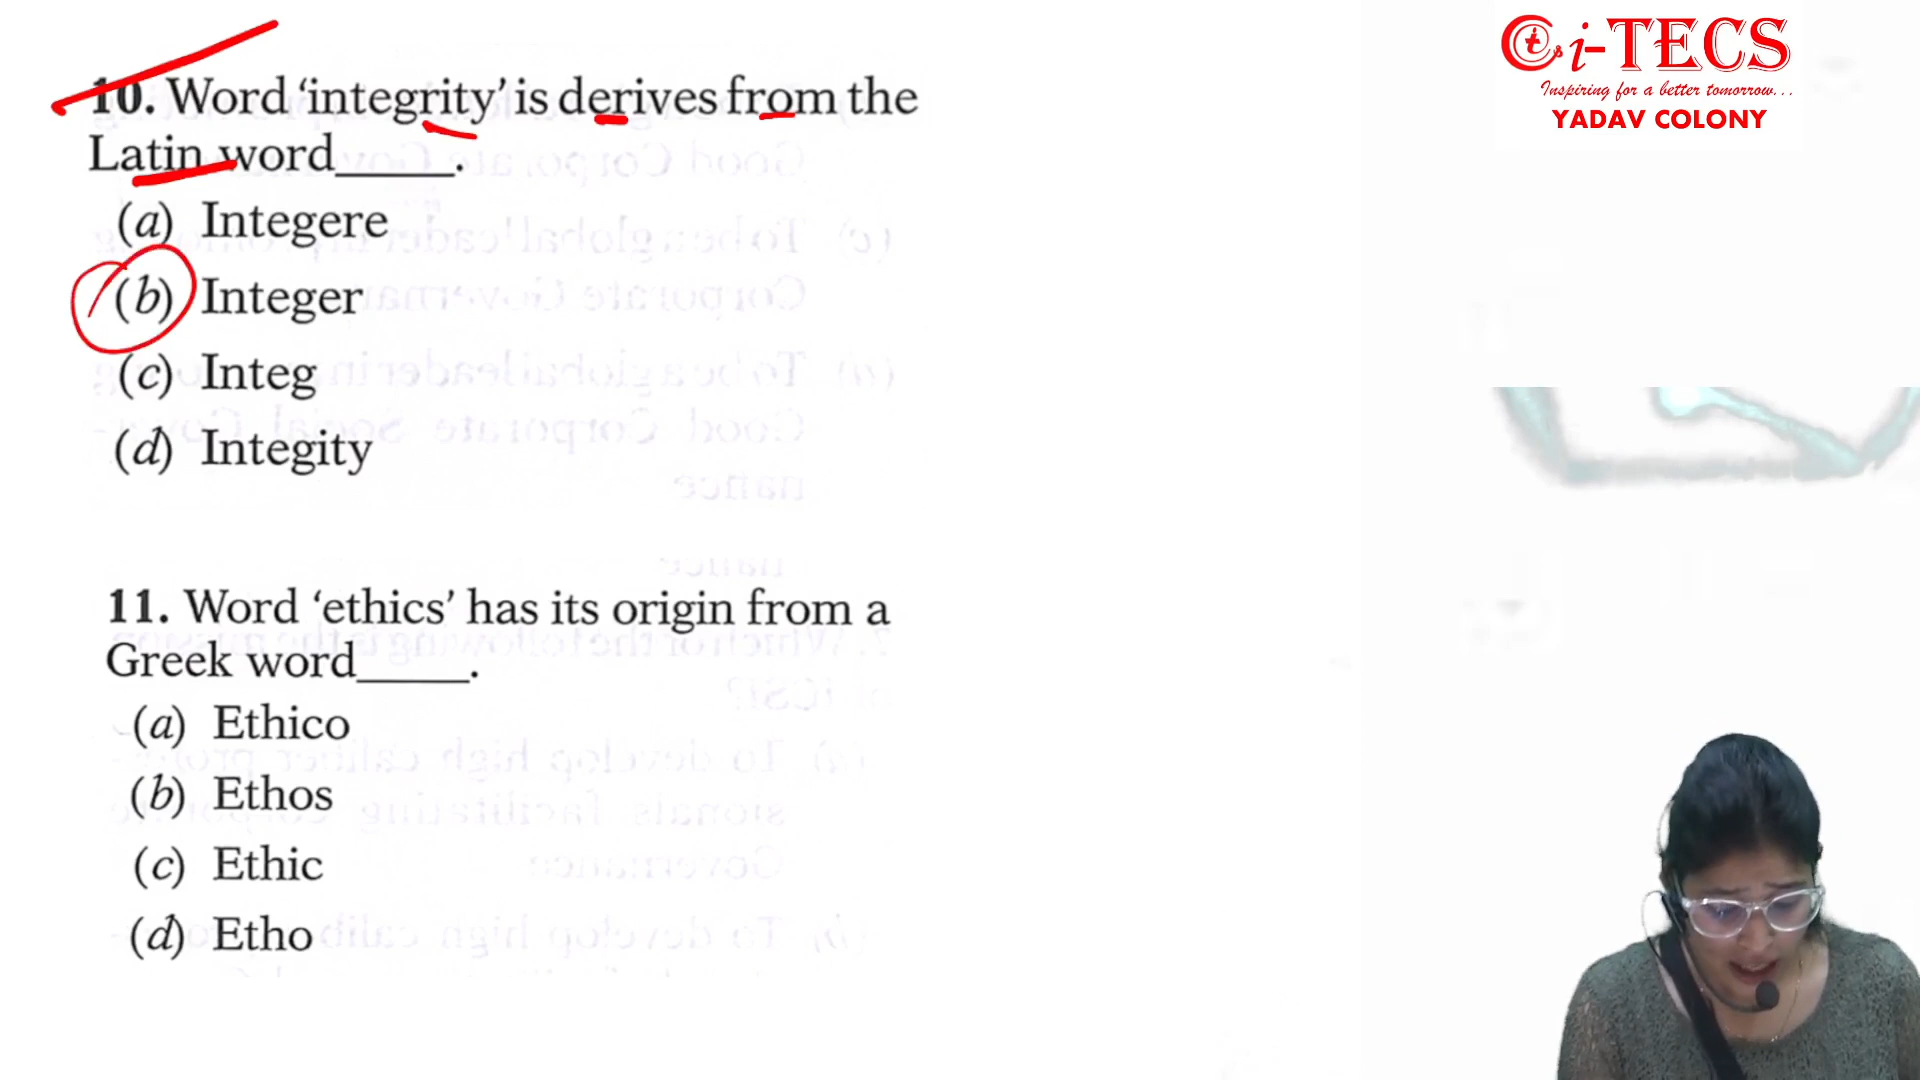 10. Word ‘integrity’ is derives from the
Latin word_____.
(a) Integere
(b) Integer
(c) Integ
(d) Integity
11. Word ‘ethics’ has its origin from a
Greek word_____.
(a) Ethico
(b) Ethos
(c) Ethic
(d) Etho
i-TECS
Inspiring for a better tomorrow...
YADAV COLONY